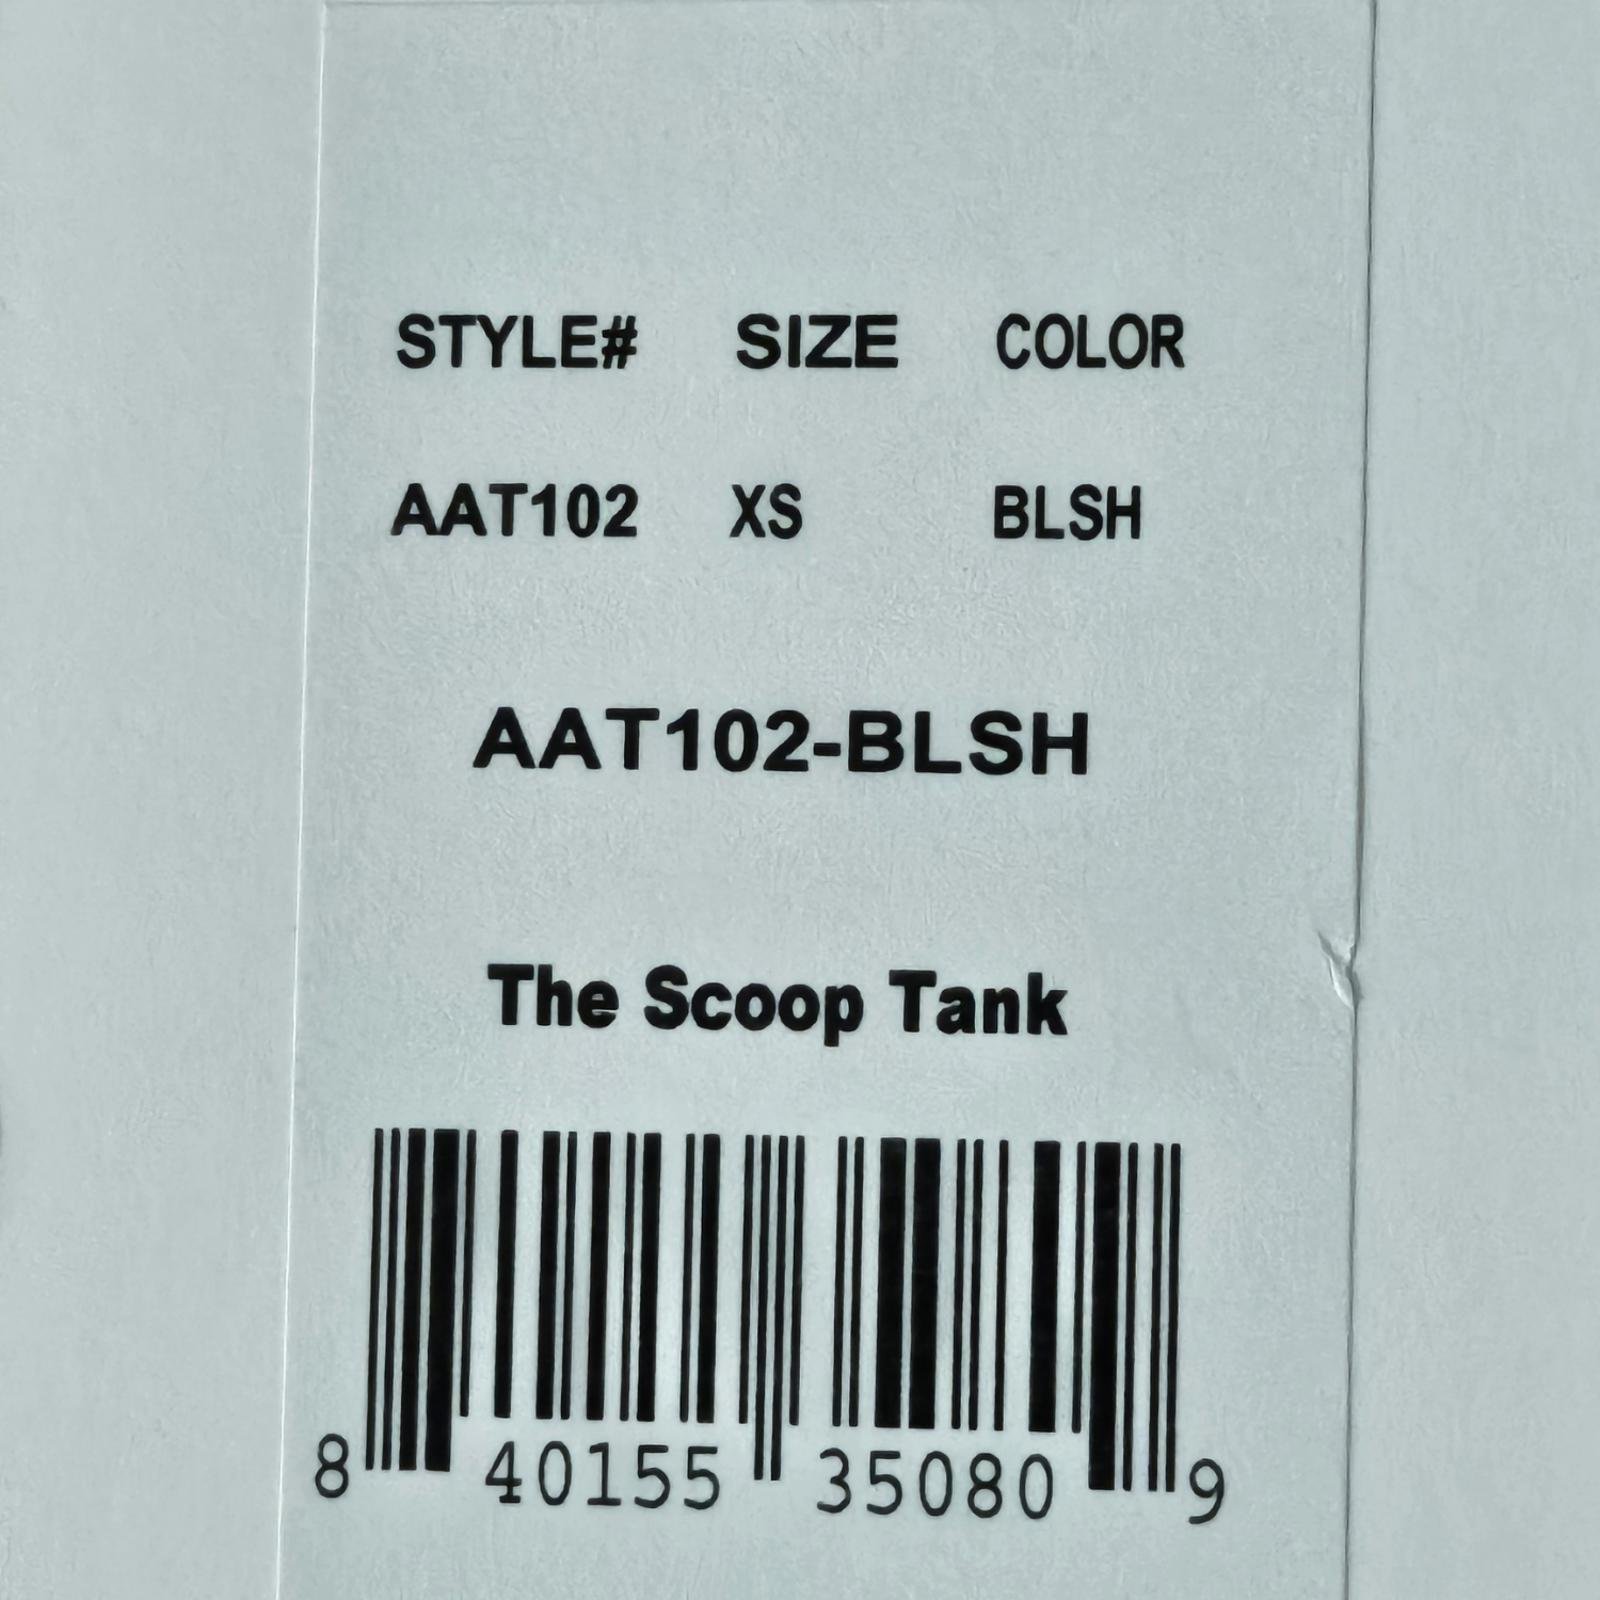 STYLE# SIZE COLOR
AAT102 XS BLSH
AAT102-BLSH
The Scoop Tank
8 40155 35080 9